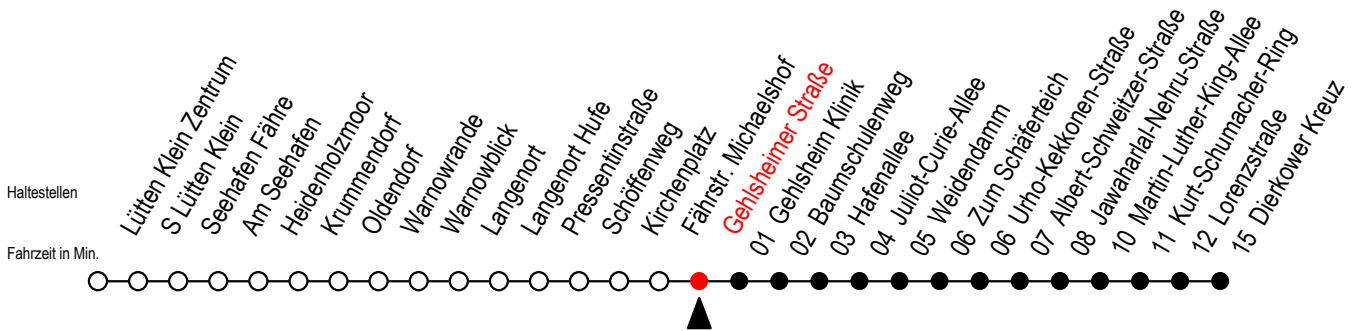 Lütten Klein Zentrum
S Lütten Klein
Seehafen Fähre
Am Seehafen
Heidenholzmoor
Krummendorf
Oldendorf
Warnowrande
Warnowblick
Langenort
Langenort Hufe
Pressentinstraße
Schöffenweg
Kirchenplatz
Fährstr. Michaelshof
Gehlsheimer Straße
01 Gehlsheim Klinik
02 Baumschulenweg
03 Hafenallee
04 Juliot-Curie-Allee
05 Weidendamm
06 Zum Schäferteich
06 Urho-Kekkonen-Straße
07 Albert-Schweitzer-Straße
08 Jawaharlal-Nehru-Straße
10 Martin-Luther-King-Allee
11 Kurt-Schumacher-Ring
12 Lorenzstraße
15 Dierkower Kreuz
Haltestellen
Fahrzeit in Min.